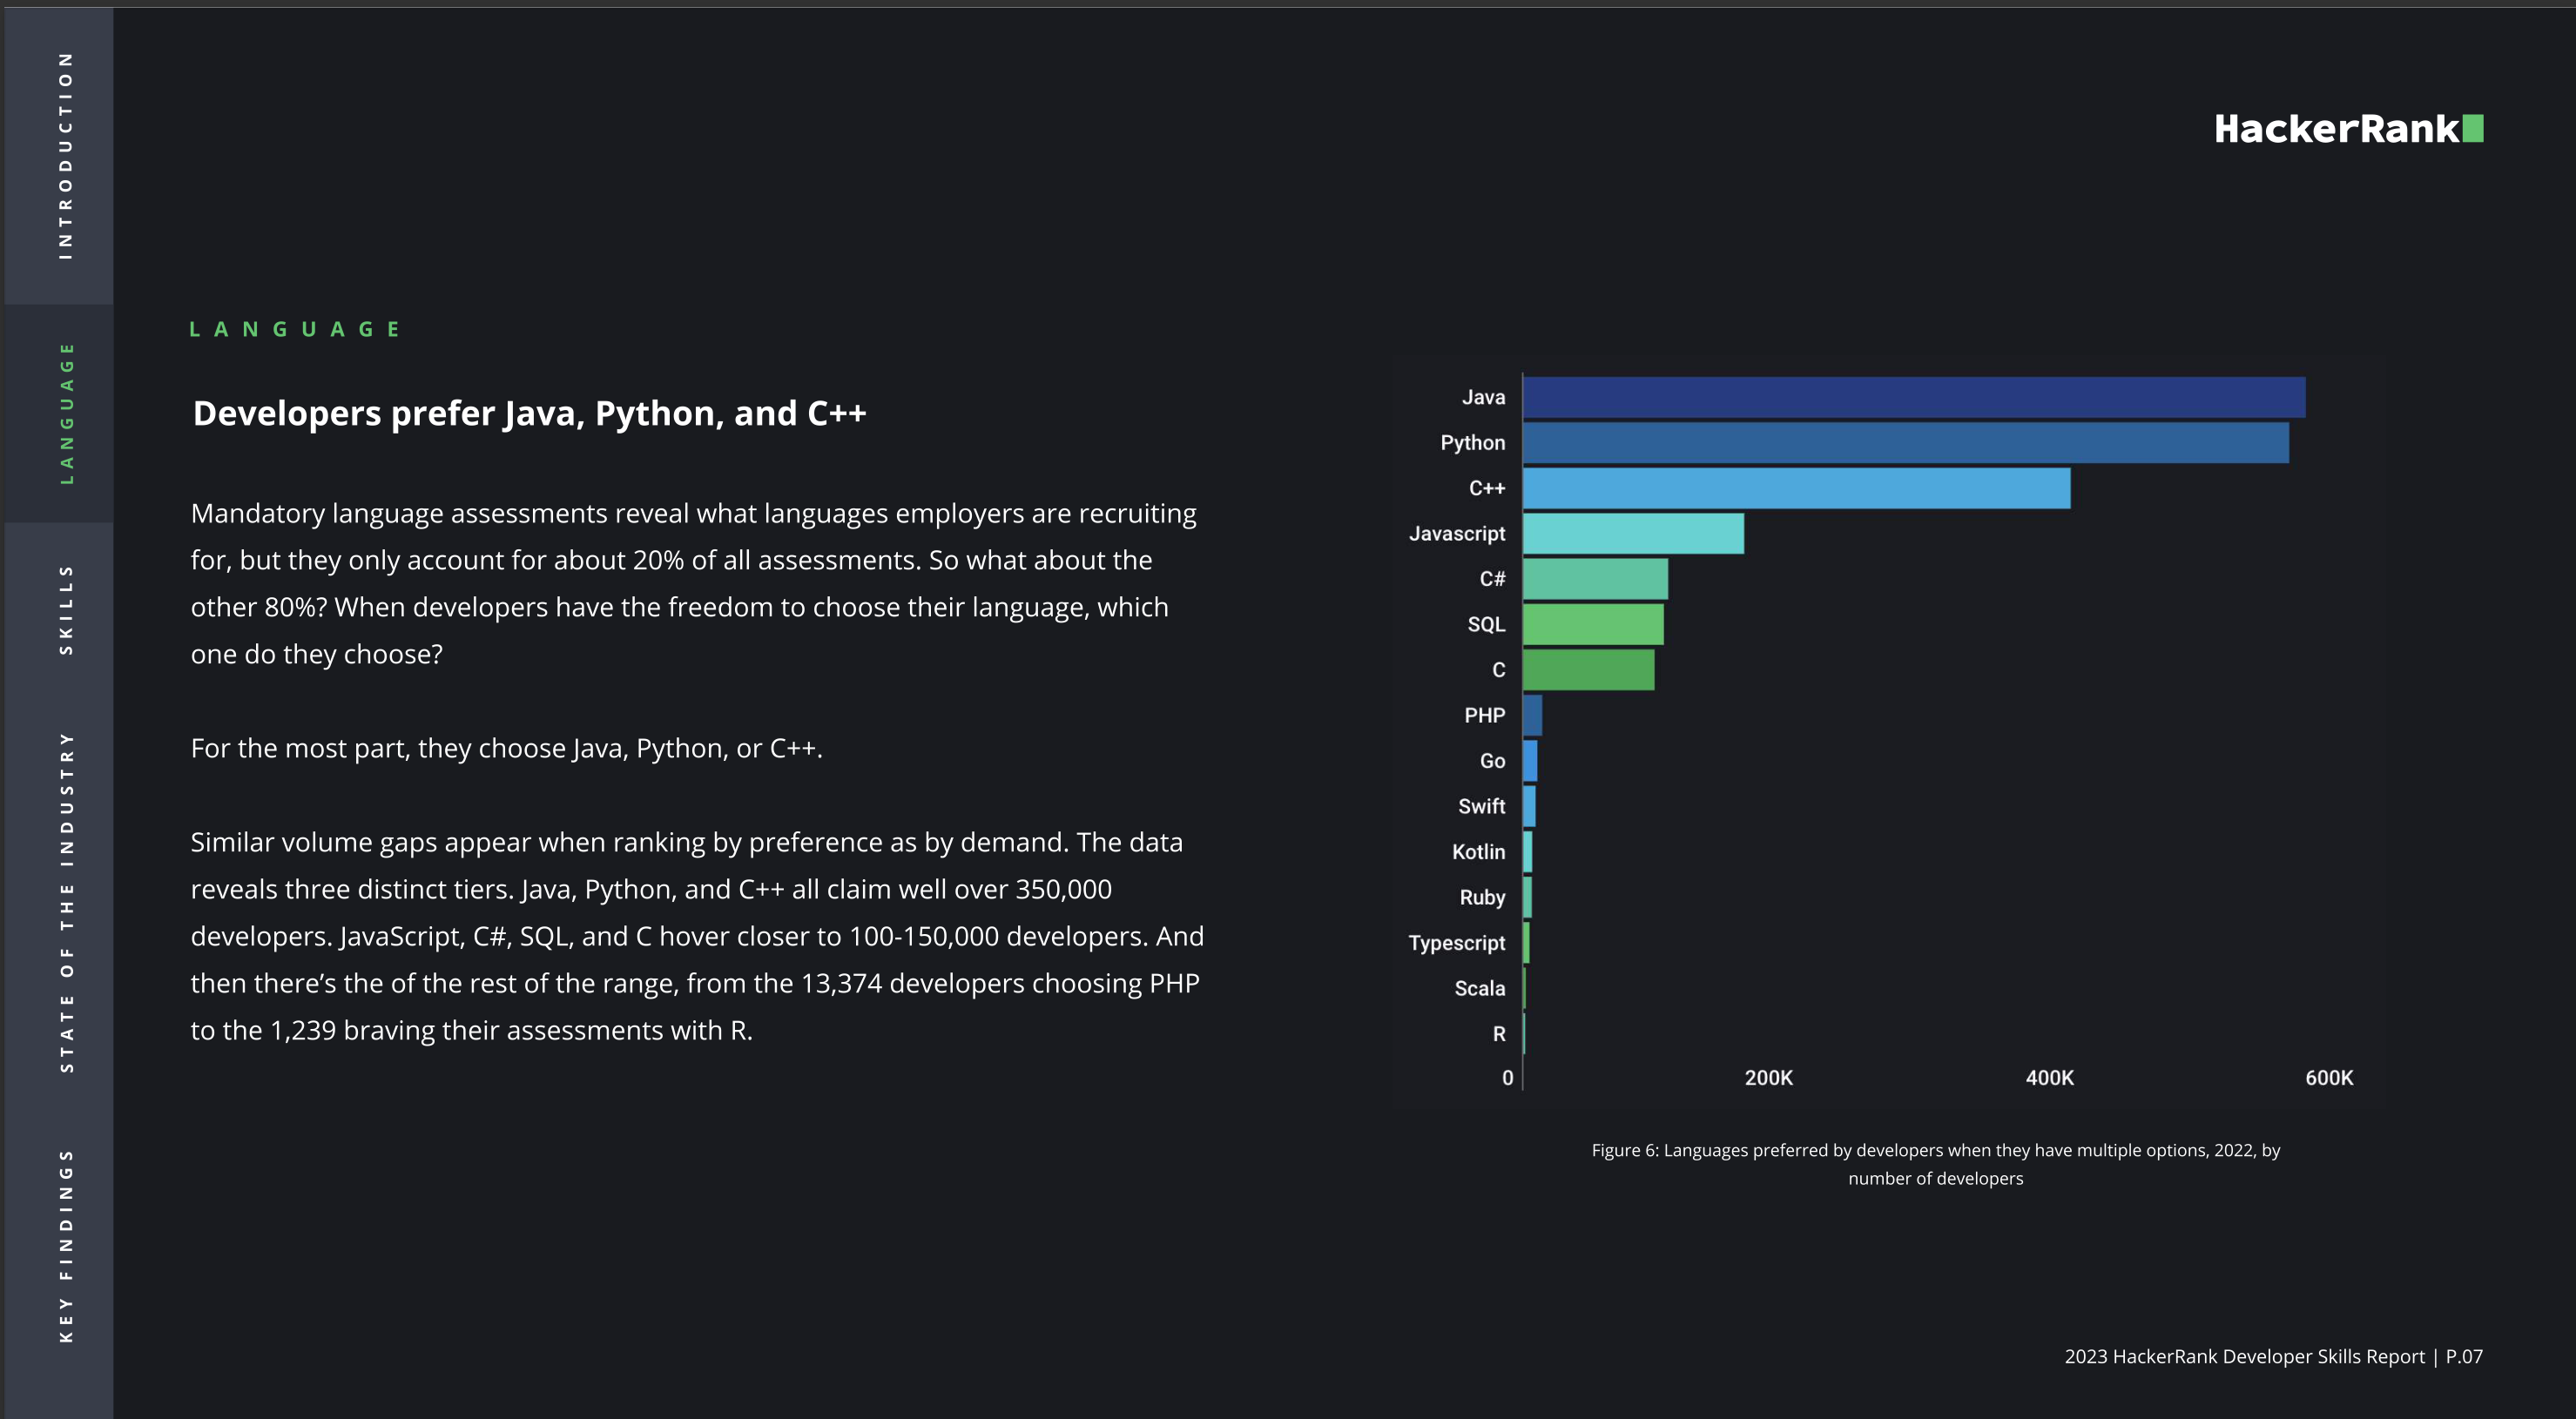 INTRODUCTION
LANGUAGE
SKILLS
STATE OF THE INDUSTRY
KEY FINDINGS
HackerRank
LANGUAGE
Developers prefer Java, Python, and C++
Mandatory language assessments reveal what languages employers are recruiting
for, but they only account for about 20% of all assessments. So what about the
other 80%? When developers have the freedom to choose their language, which
one do they choose?
For the most part, they choose Java, Python, or C++.
Similar volume gaps appear when ranking by preference as by demand. The data
reveals three distinct tiers. Java, Python, and C++ all claim well over 350,000
developers. JavaScript, C#, SQL, and C hover closer to 100-150,000 developers. And
then there’s the of the rest of the range, from the 13,374 developers choosing PHP
to the 1,239 braving their assessments with R.
Java
Python
C++
Javascript
C#
SQL
C
PHP
Go
Swift
Kotlin
Ruby
Typescript
Scala
R
0 200K 400K 600K
Figure 6: Languages preferred by developers when they have multiple options, 2022, by
number of developers
2023 HackerRank Developer Skills Report | P.07